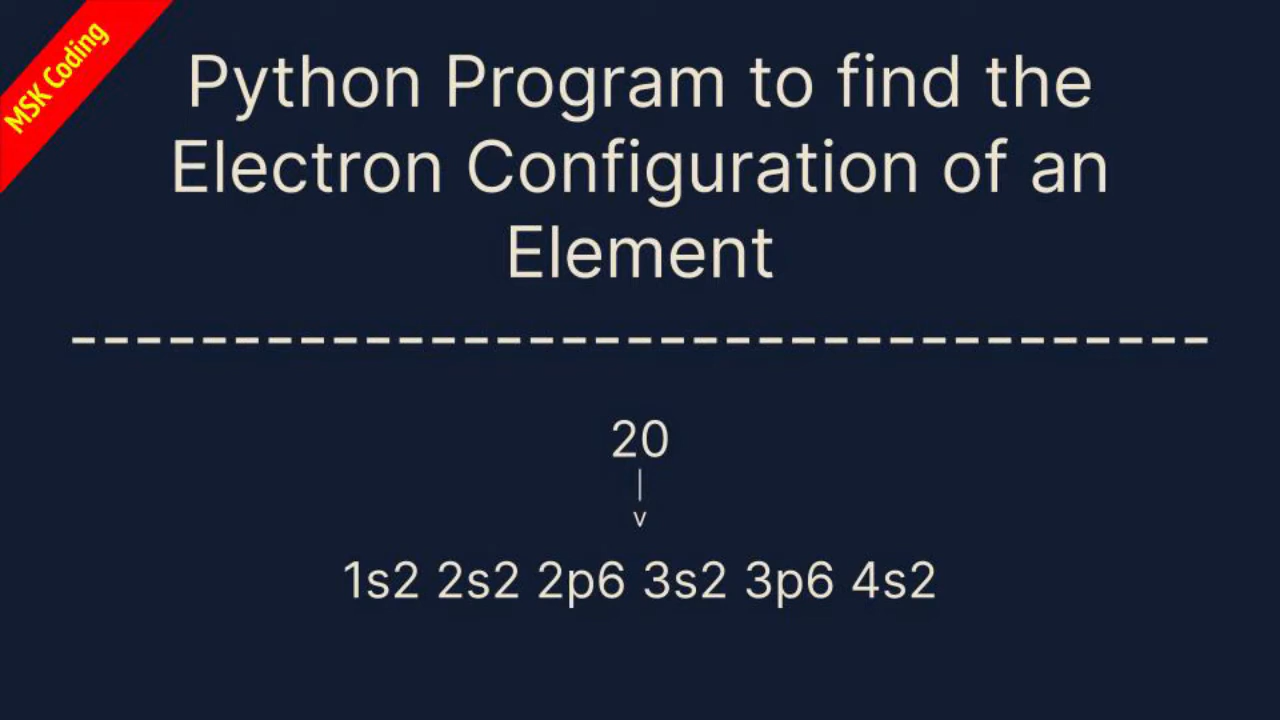 MSK Coding
Python Program to find the
Electron Configuration of an
Element
------------------------------------
20
|
v
1s2 2s2 2p6 3s2 3p6 4s2